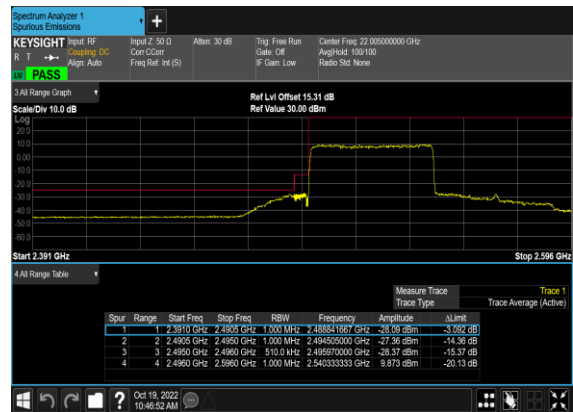 Spectrum Analyzer 1
Spurious Emissions
KEYSIGHT Input: RF Input Z: 50 Ω Atten: 30 dB Trig: Free Run Center Freq: 22.005000000 GHz
R T Coupling: DC Corr CCorr Gate: Off Avg|Hold: 100/100
Align: Auto Freq Ref: Int (S) IF Gain: Low Radio Std: None
PASS
3 All Range Graph Ref Lvl Offset 15.31 dB
Scale/Div 10.0 dB Ref Value 30.00 dBm
Log
20.0
10.0
0.00
-10.0
-20.0
-30.0
-40.0
-50.0
-60.0
Start 2.391 GHz Stop 2.596 GHz
4 All Range Table
Measure Trace Trace 1
Trace Type Trace Average (Active)
Spur Range Start Freq Stop Freq RBW Frequency Amplitude ΔLimit
1 1 2.3910 GHz 2.4905 GHz 1.000 MHz 2.488841667 GHz -28.09 dBm -3.092 dB
2 2 2.4905 GHz 2.4950 GHz 1.000 MHz 2.494505000 GHz -27.36 dBm -14.36 dB
3 3 2.4950 GHz 2.4960 GHz 510.0 kHz 2.495970000 GHz -28.37 dBm -15.37 dB
4 4 2.4960 GHz 2.5960 GHz 1.000 MHz 2.540333333 GHz 9.873 dBm -20.13 dB
? Oct 19, 2022
10:46:52 AM